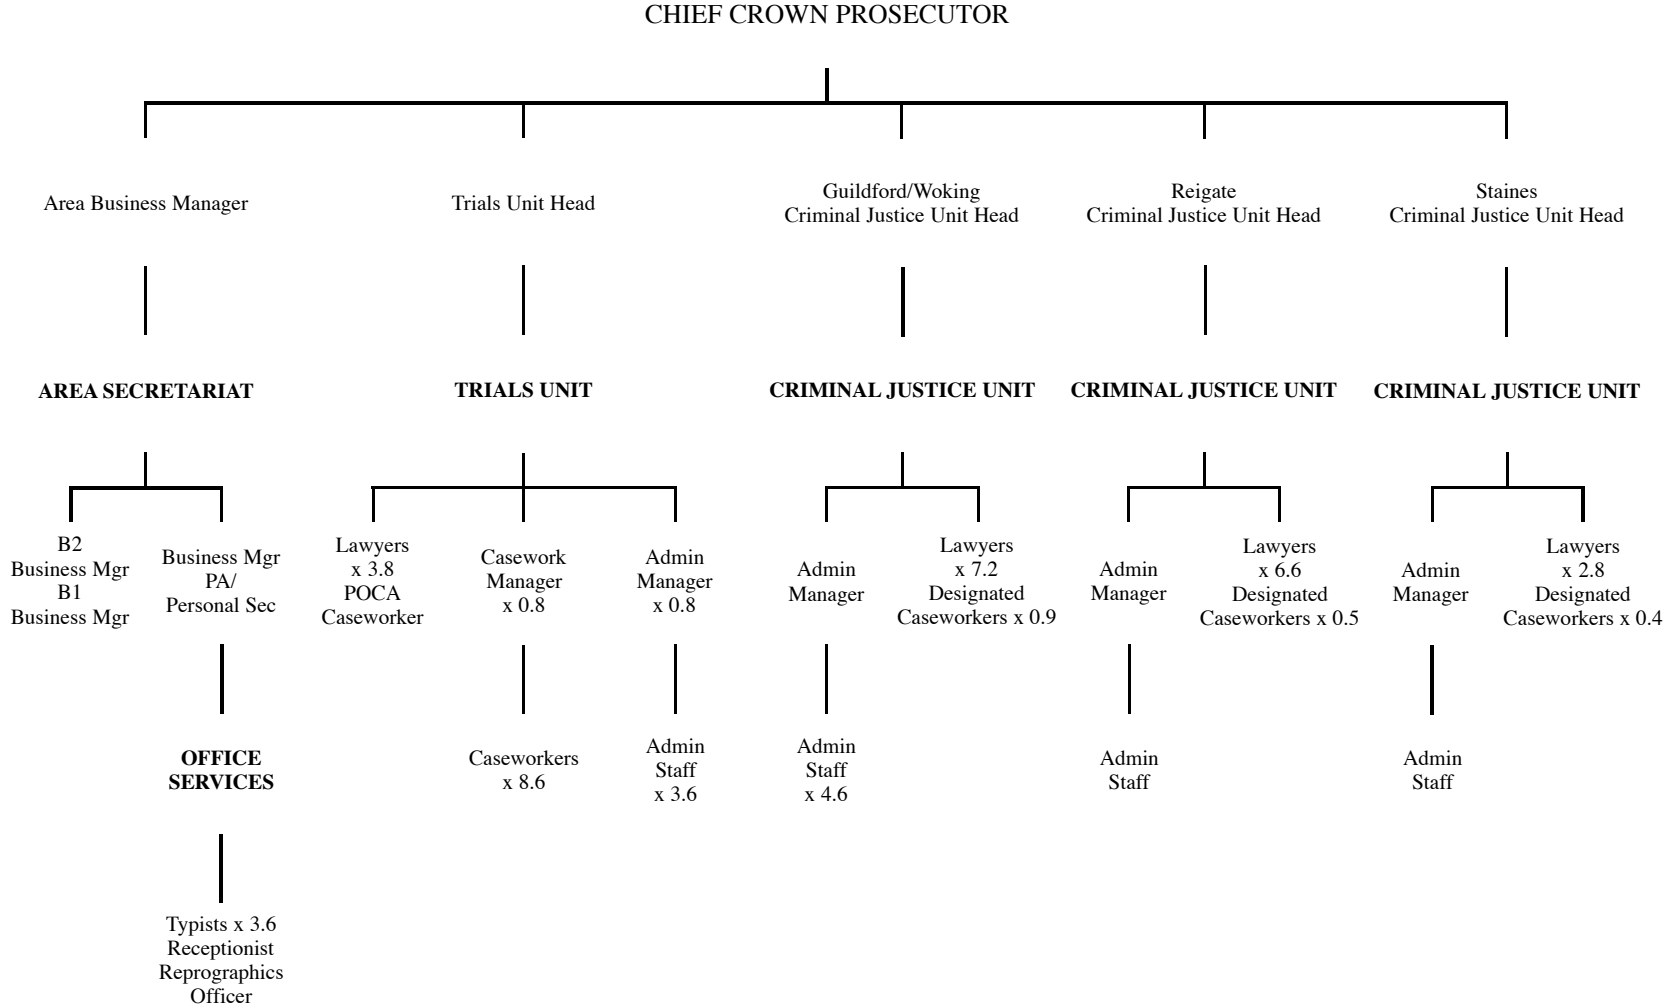 CHIEF CROWN PROSECUTOR
Area Business Manager
Trials Unit Head
Guildford/Woking
Criminal Justice Unit Head
Reigate
Criminal Justice Unit Head
Staines
Criminal Justice Unit Head
AREA SECRETARIAT
TRIALS UNIT
CRIMINAL JUSTICE UNIT
CRIMINAL JUSTICE UNIT
CRIMINAL JUSTICE UNIT
B2
Business Mgr
B1
Business Mgr
Business Mgr
PA/
Personal Sec
Lawyers
x 3.8
POCA
Caseworker
Casework
Manager
x 0.8
Admin
Manager
x 0.8
Admin
Manager
Lawyers
x 7.2
Designated
Caseworkers x 0.9
Admin
Manager
Lawyers
x 6.6
Designated
Caseworkers x 0.5
Admin
Manager
Lawyers
x 2.8
Designated
Caseworkers x 0.4
OFFICE
SERVICES
Caseworkers
x 8.6
Admin
Staff
x 3.6
Admin
Staff
x 4.6
Admin
Staff
Admin
Staff
Typists x 3.6
Receptionist
Reprographics
Officer